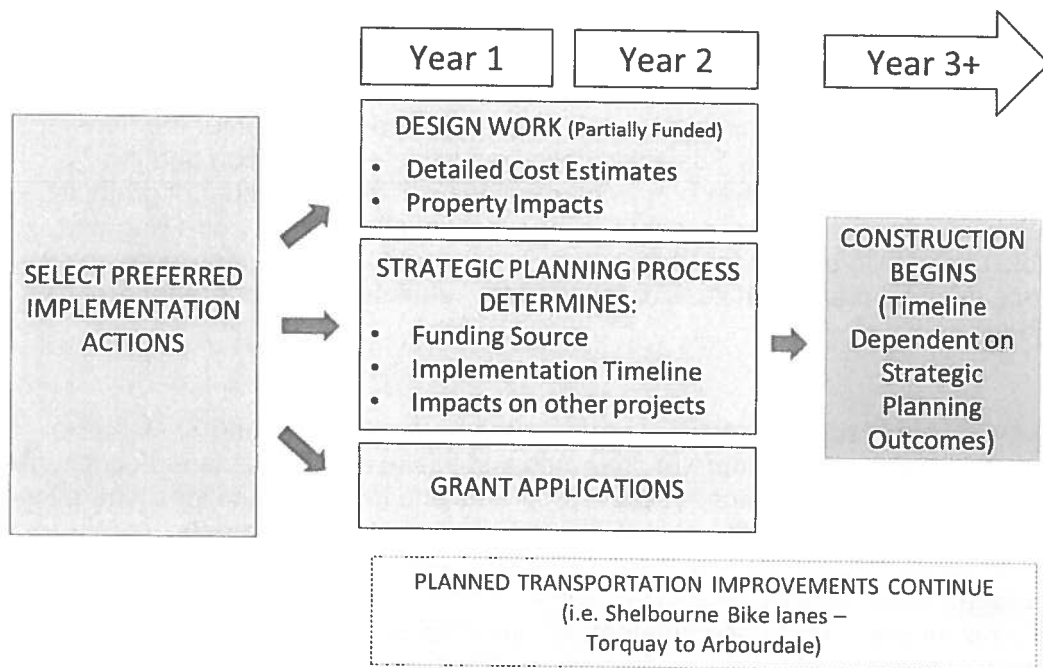 Year 1
Year 2
Year 3+
SELECT PREFERRED
IMPLEMENTATION
ACTIONS
DESIGN WORK (Partially Funded)
• Detailed Cost Estimates
• Property Impacts
STRATEGIC PLANNING PROCESS
DETERMINES:
• Funding Source
• Implementation Timeline
• Impacts on other projects
GRANT APPLICATIONS
CONSTRUCTION
BEGINS
(Timeline
Dependent on
Strategic
Planning
Outcomes)
PLANNED TRANSPORTATION IMPROVEMENTS CONTINUE
(i.e. Shelbourne Bike lanes –
Torquay to Arbourdale)